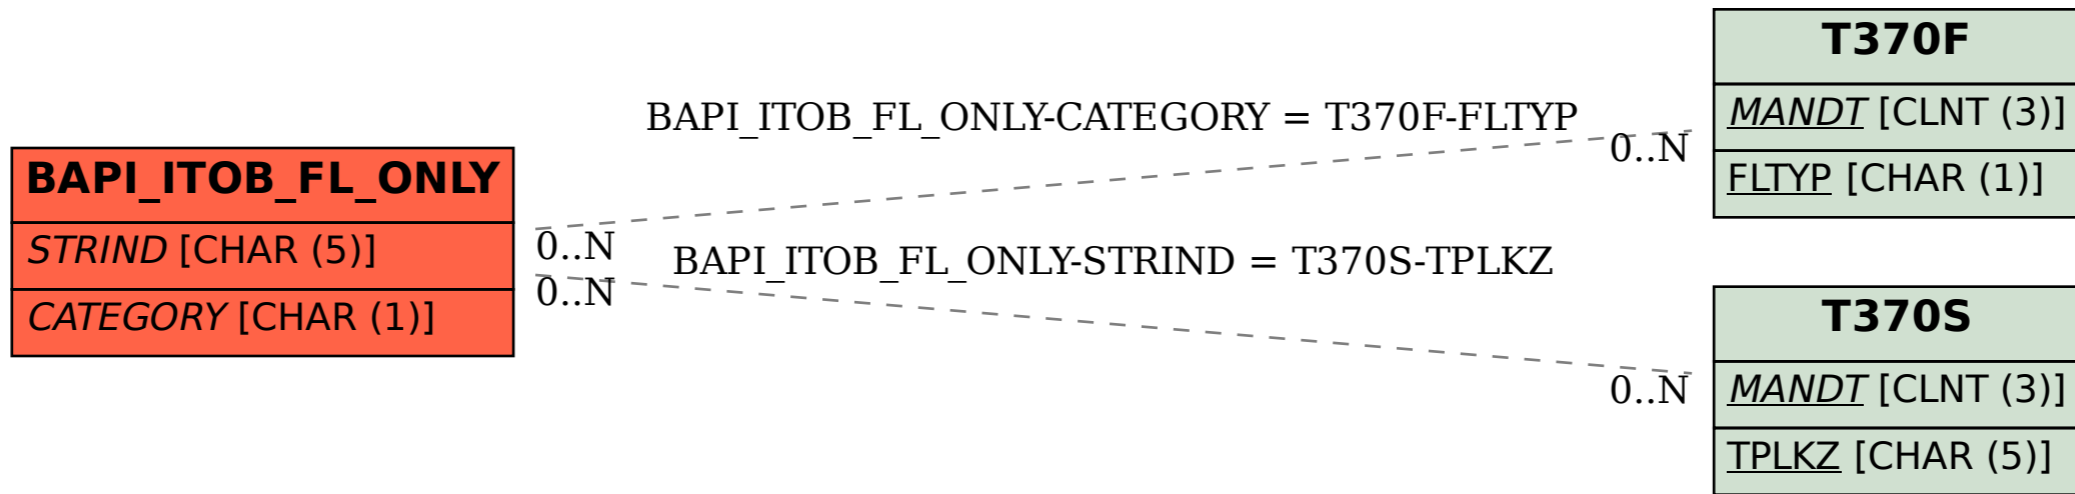 BAPI_ITOB_FL_ONLY
STRIND [CHAR (5)]
CATEGORY [CHAR (1)]
BAPI_ITOB_FL_ONLY-CATEGORY = T370F-FLTYP
0..N
0..N
BAPI_ITOB_FL_ONLY-STRIND = T370S-TPLKZ
0..N
0..N
T370F
MANDT [CLNT (3)]
FLTYP [CHAR (1)]
T370S
MANDT [CLNT (3)]
TPLKZ [CHAR (5)]